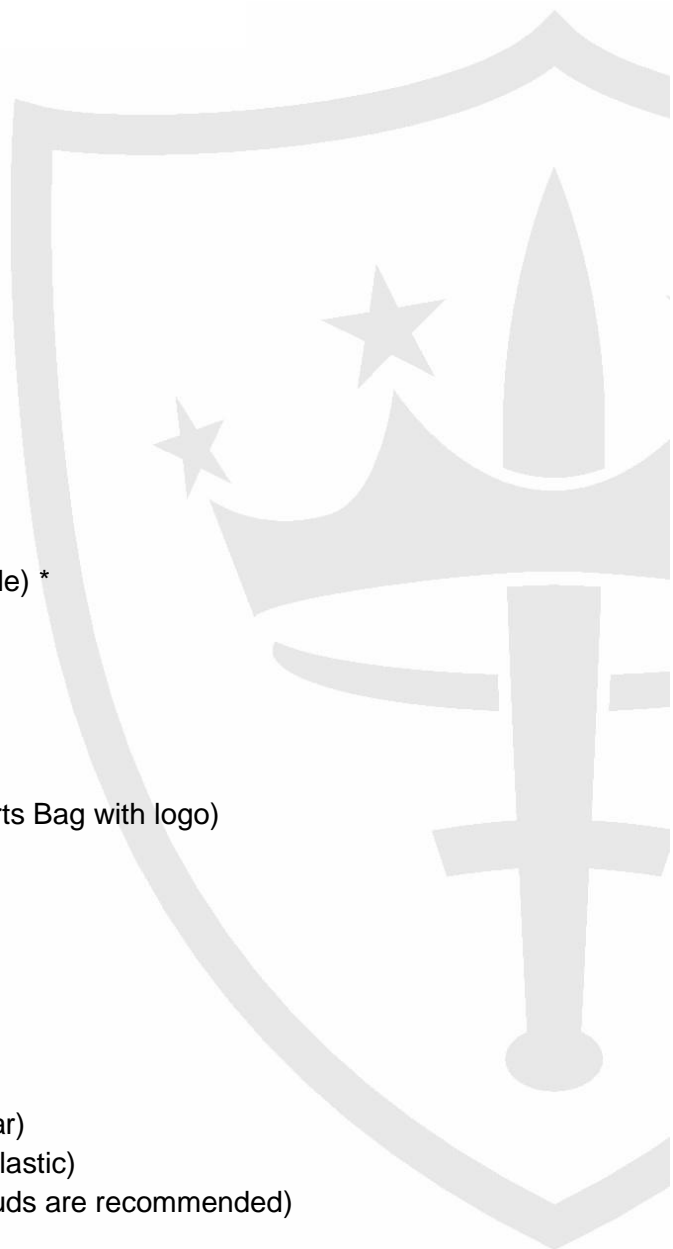 le) *
rts Bag with logo)
ar)
lastic)
uds are recommended)